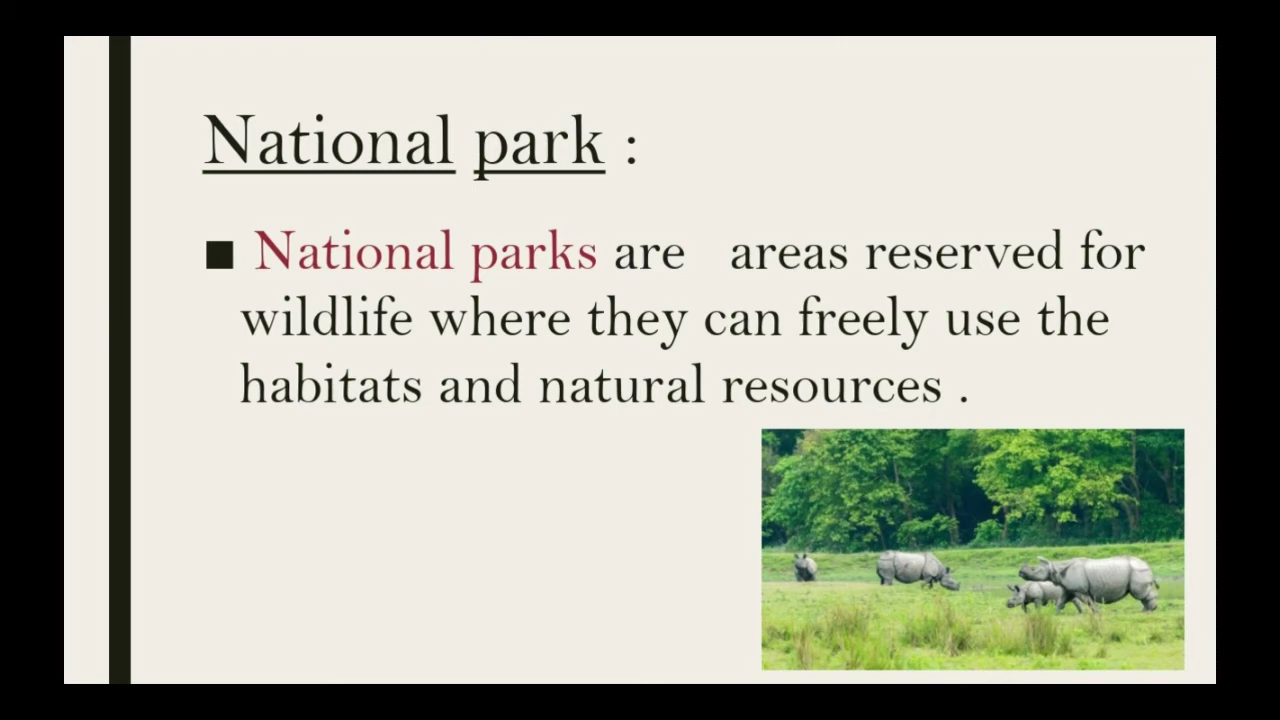 National park :
■ National parks are areas reserved for
wildlife where they can freely use the
habitats and natural resources .